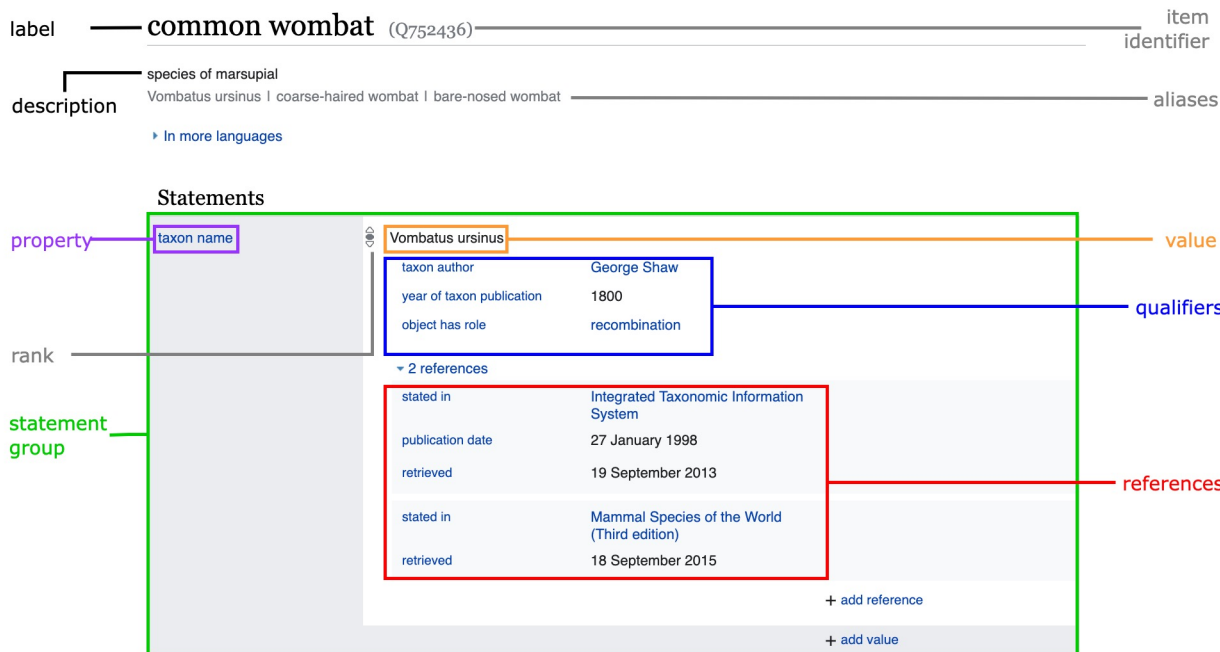 label
common wombat (Q752436)
item
identifier
species of marsupial
description
Vombatus ursinus | coarse-haired wombat | bare-nosed wombat
aliases
In more languages
Statements
property
taxon name
Vombatus ursinus
value
taxon author George Shaw
year of taxon publication 1800
qualifiers
object has role recombination
rank
2 references
stated in Integrated Taxonomic Information
System
statement
group
publication date 27 January 1998
retrieved 19 September 2013
references
stated in Mammal Species of the World
(Third edition)
retrieved 18 September 2015
+ add reference
+ add value